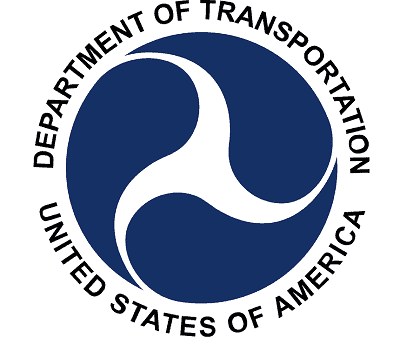 DEPARTMENT OF TRANSPORTATION
UNITED STATES OF AMERICA